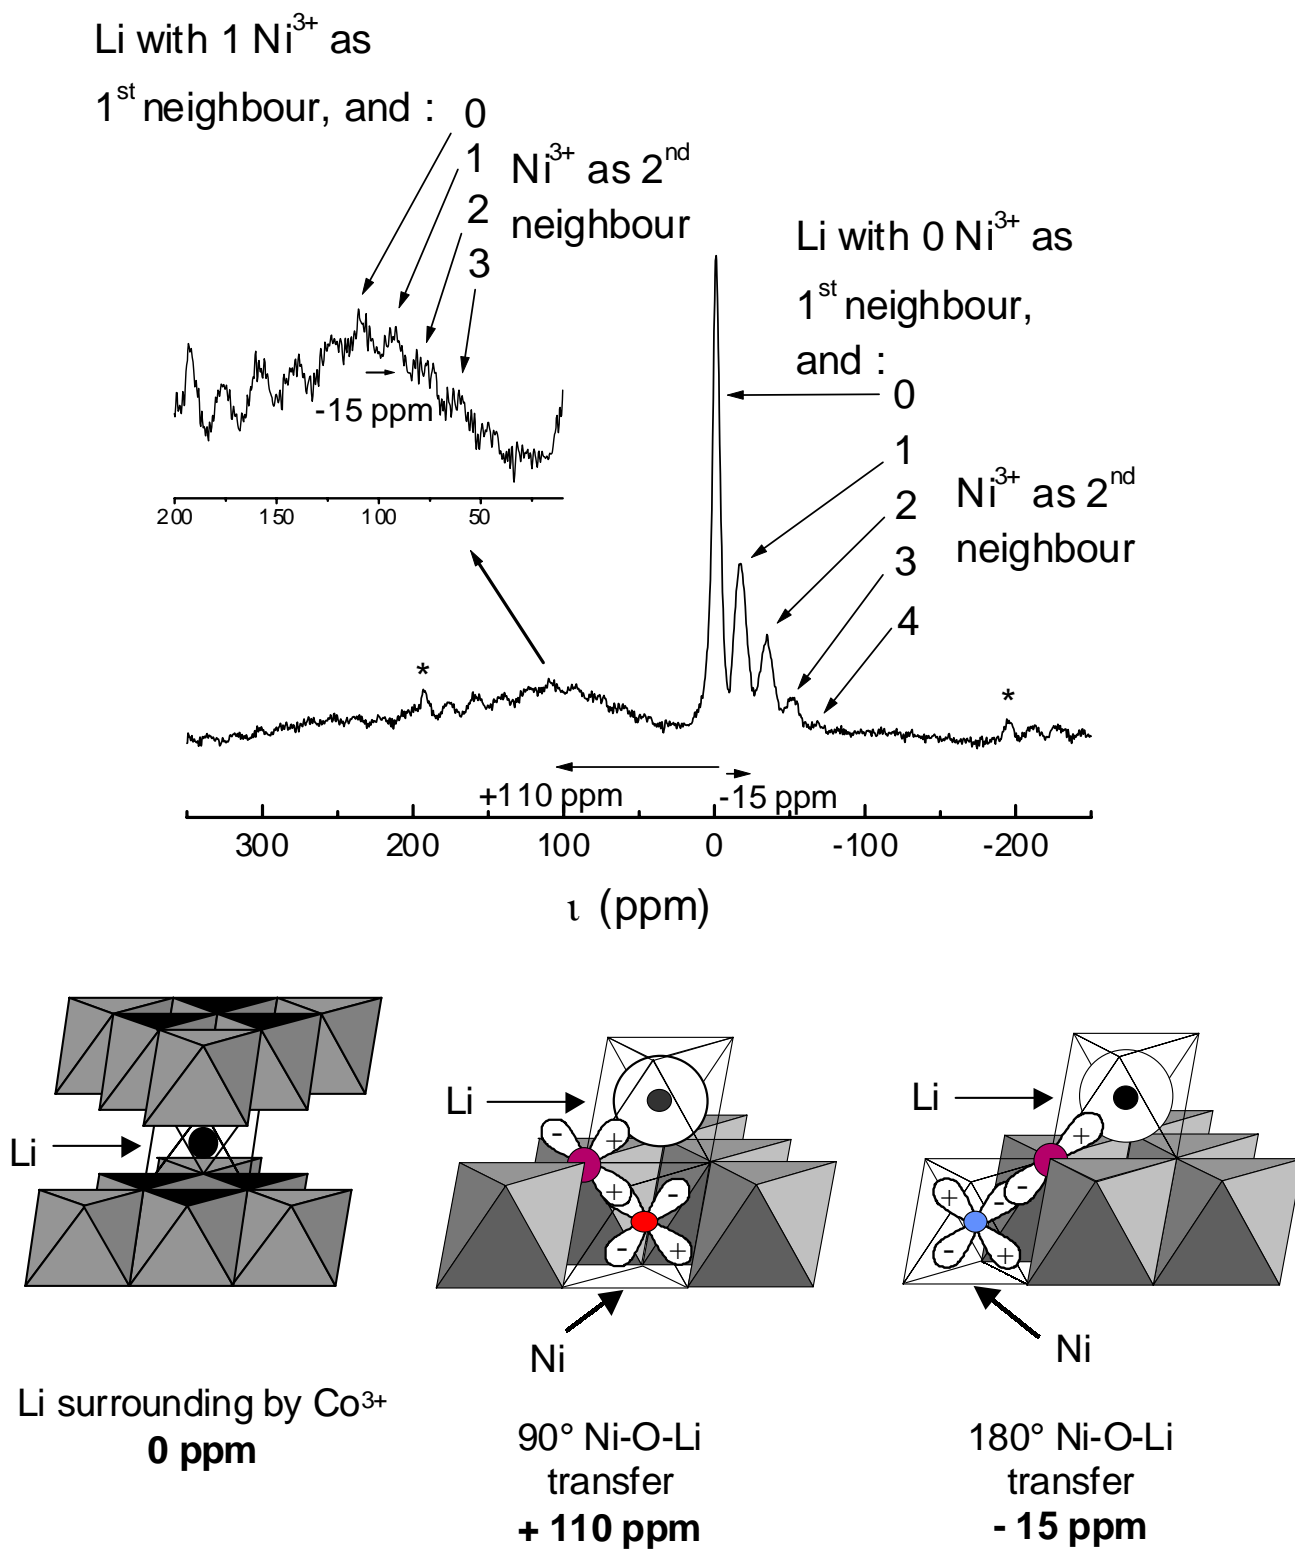 Li with 1 Ni3+ as
1st neighbour, and :
0
1
2
3
Ni3+ as 2nd
neighbour
-15 ppm
200 150 100 50
Li with 0 Ni3+ as
1st neighbour,
and :
0
1
2
3
4
Ni3+ as 2nd
neighbour
* *
+110 ppm -15 ppm
300 200 100 0 -100 -200
ι (ppm)
Li
Li surrounding by Co3+
0 ppm
Li
- +
+ -
- +
Ni
90° Ni-O-Li
transfer
+ 110 ppm
Li
+
+ - -
- +
Ni
180° Ni-O-Li
transfer
- 15 ppm